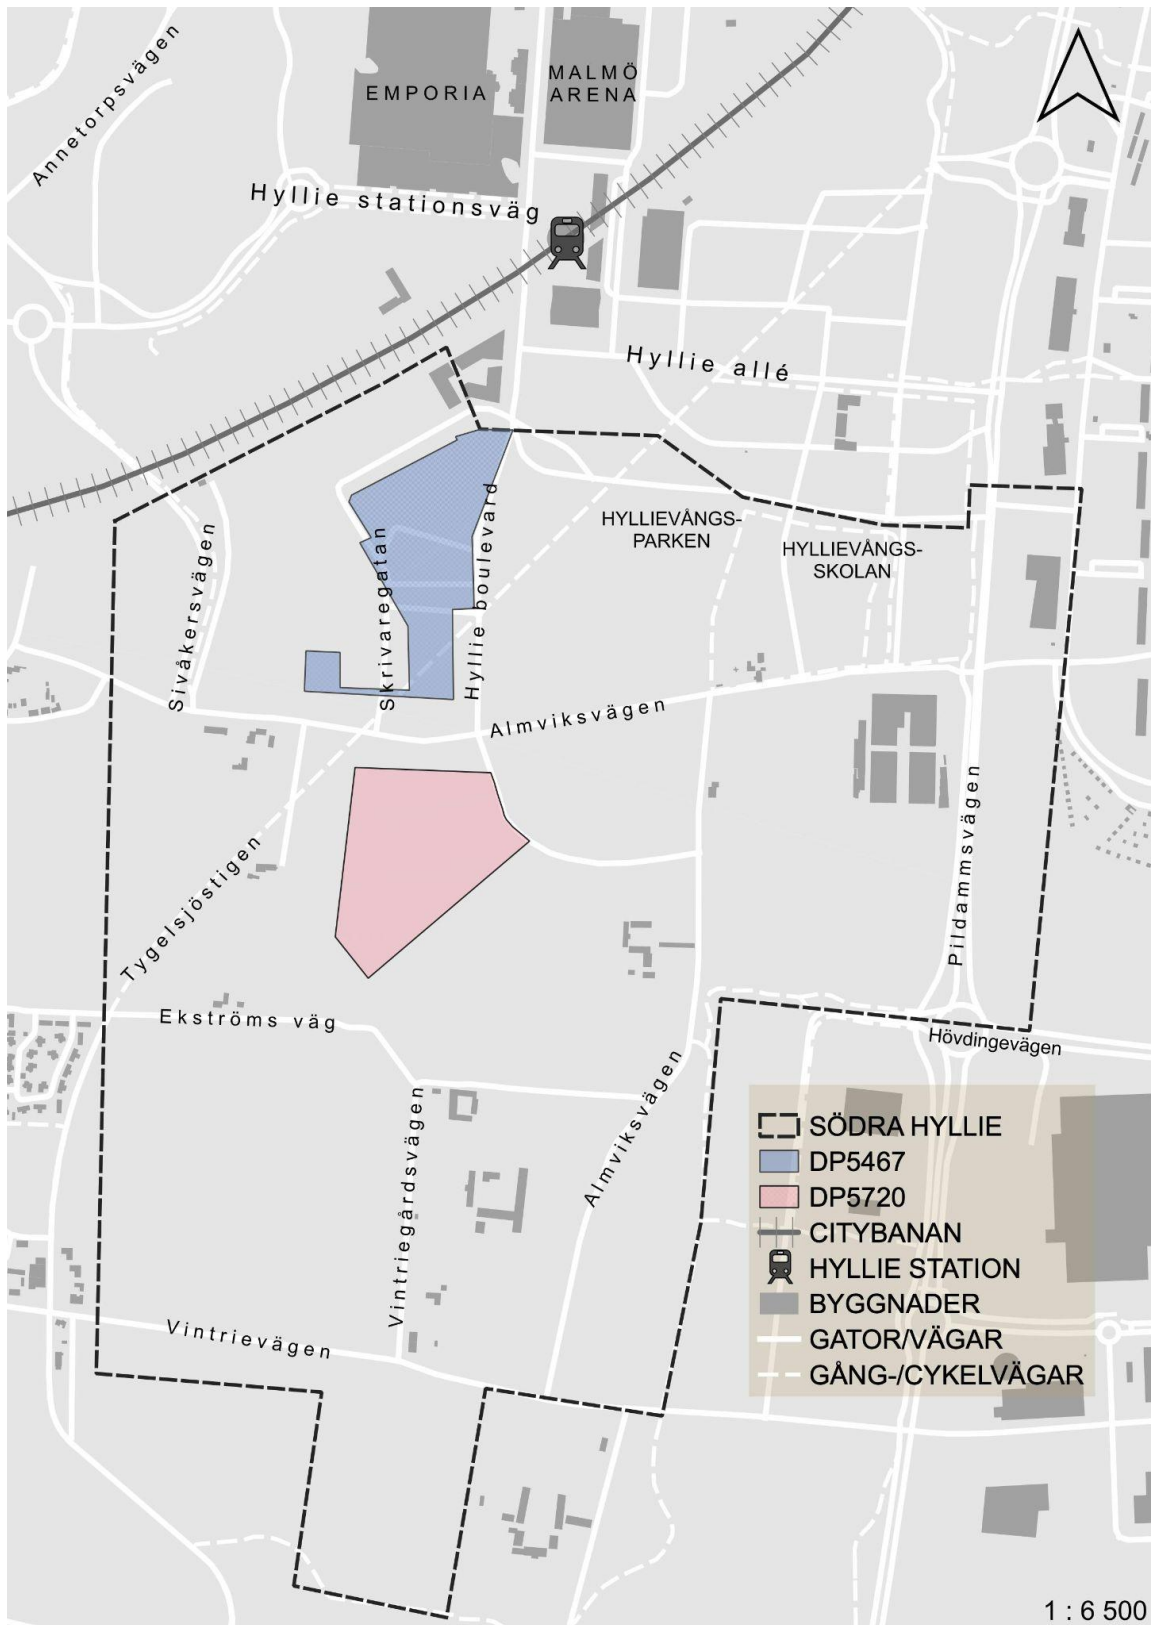 Annetorpsvägen
EMPORIA
MALMÖ
ARENA
Hyllie stationsväg
Hyllie allé
HYLLIEVÅNGS-
PARKEN
HYLLIEVÅNGS-
SKOLAN
Sivåkersvägen
Skrivaregatan
Hyllie boulevard
Almviksvägen
Pildammsvägen
Tygelsjöstigen
Ekströms väg
Hövdingevägen
Almviksvägen
Vintriegårdsvägen
Vintrievägen
SÖDRA HYLLIE
DP5467
DP5720
CITYBANAN
HYLLIE STATION
BYGGNADER
GATOR/VÄGAR
GÅNG-/CYKELVÄGAR
1 : 6 500